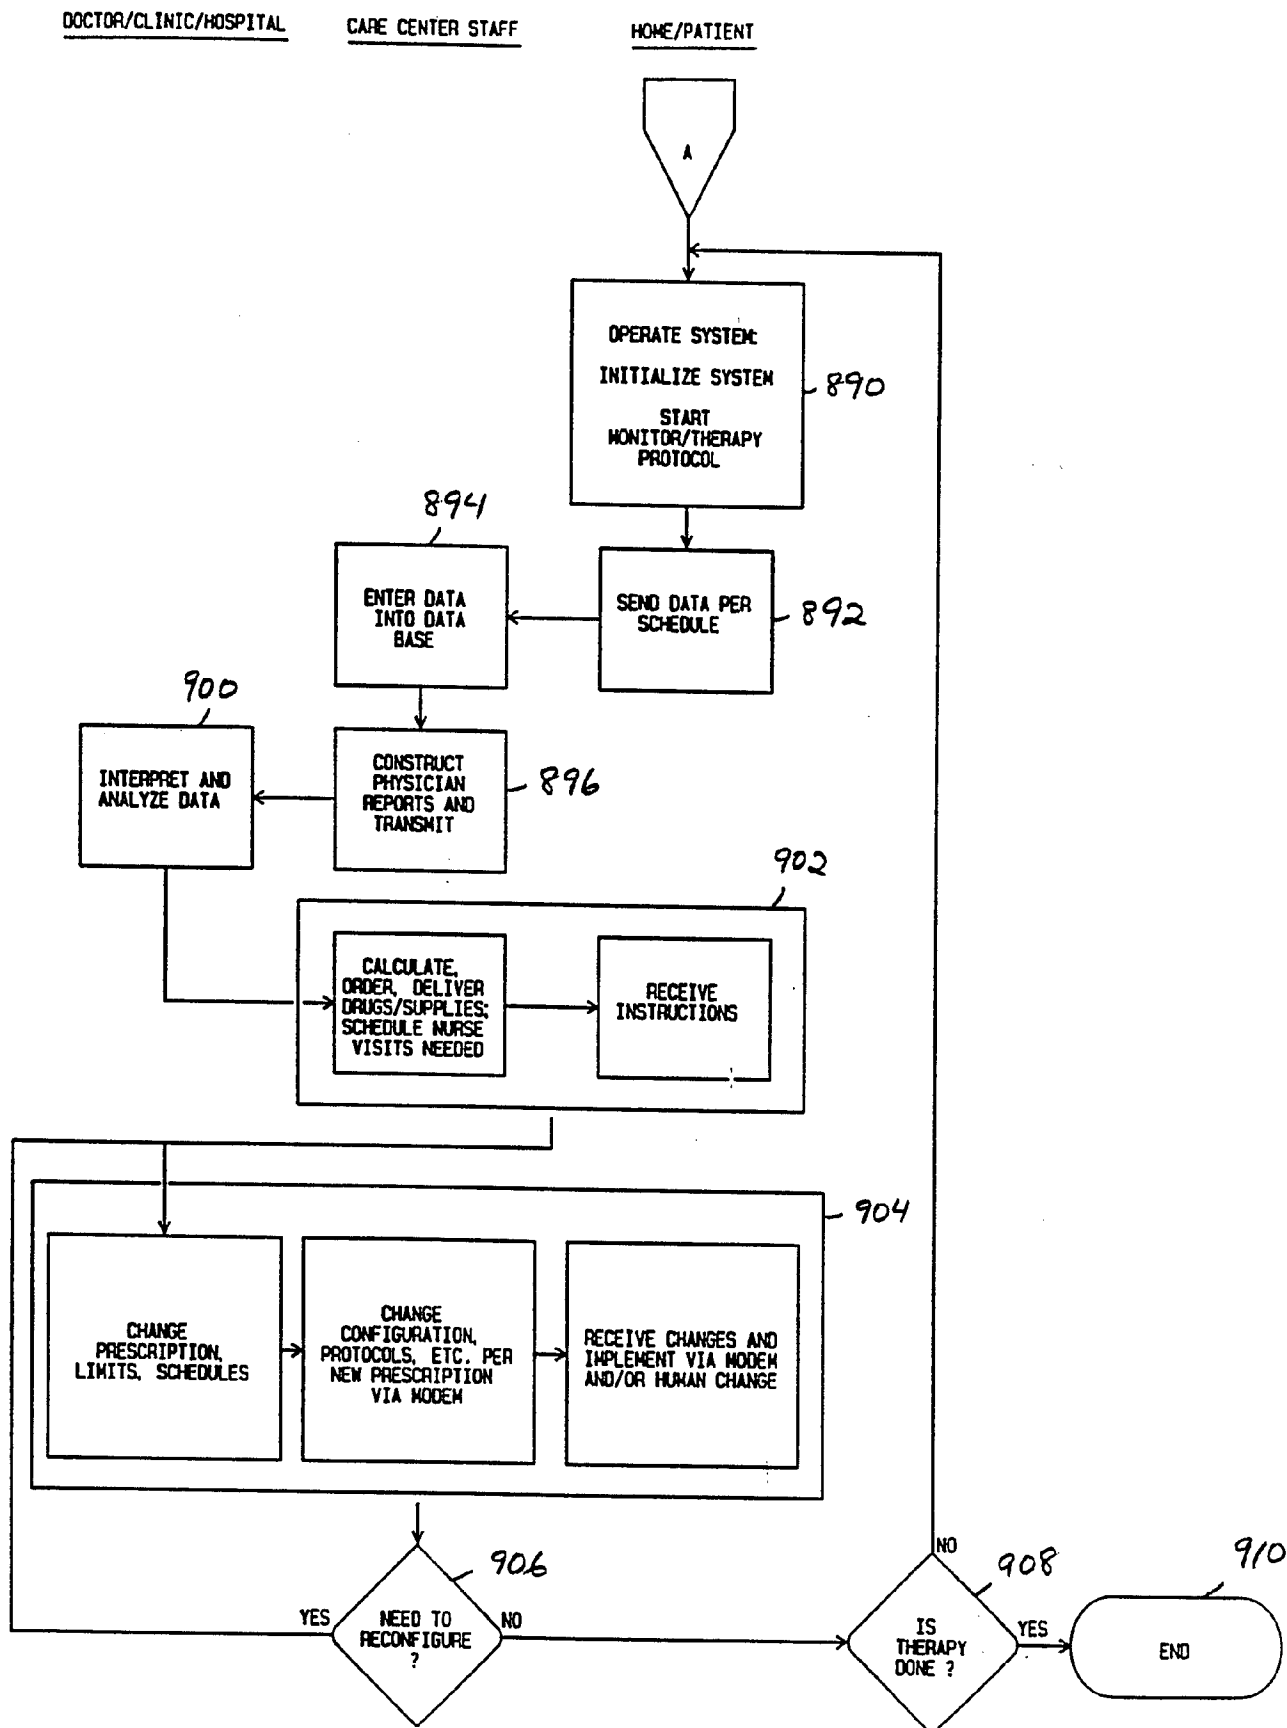 DOCTOR/CLINIC/HOSPITAL
CARE CENTER STAFF
HOME/PATIENT
A
OPERATE SYSTEM:
INITIALIZE SYSTEM
START
MONITOR/THERAPY
PROTOCOL
890
SEND DATA PER
SCHEDULE
892
894
ENTER DATA
INTO DATA
BASE
900
INTERPRET AND
ANALYZE DATA
CONSTRUCT
PHYSICIAN
REPORTS AND
TRANSMIT
896
902
CALCULATE,
ORDER, DELIVER
DRUGS/SUPPLIES;
SCHEDULE NURSE
VISITS NEEDED
RECEIVE
INSTRUCTIONS
904
CHANGE
PRESCRIPTION,
LIMITS, SCHEDULES
CHANGE
CONFIGURATION,
PROTOCOLS, ETC. PER
NEW PRESCRIPTION
VIA MODEM
RECEIVE CHANGES AND
IMPLEMENT VIA MODEM
AND/OR HUMAN CHANGE
906
YES
NEED TO
RECONFIGURE
?
NO
NO
908
IS
THERAPY
DONE ?
YES
910
END